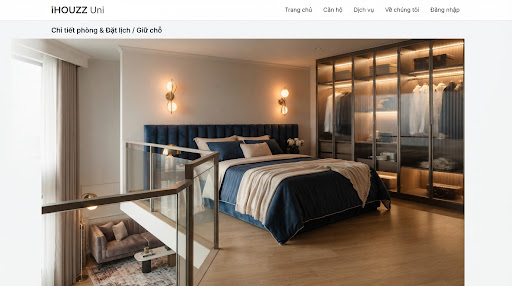 iHOUZZ Uni
Trang chủ Căn hộ Dịch vụ Về chúng tôi Đăng nhập
Chi tiết phòng & Đặt lịch / Giữ chỗ